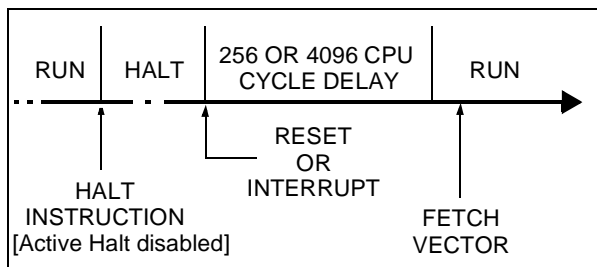 RUN
HALT
256 OR 4096 CPU
CYCLE DELAY
RUN
RESET
OR
INTERRUPT
HALT
INSTRUCTION
[Active Halt disabled]
FETCH
VECTOR